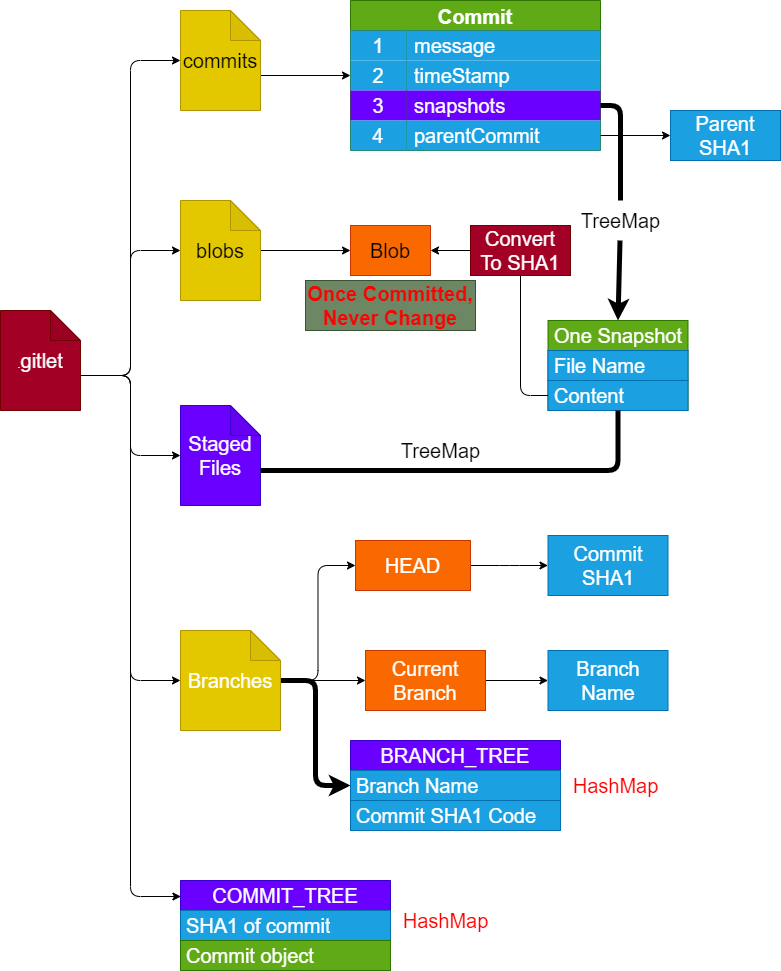 Commit
commits
1 message
2 timeStamp
3 snapshots
4 parentCommit
Parent
SHA1
TreeMap
blobs
Blob
Convert
To SHA1
Once Committed,
Never Change
.gitlet
One Snapshot
File Name
Content
Staged
Files
TreeMap
HEAD
Commit
SHA1
Branches
Current
Branch
Branch
Name
BRANCH_TREE
Branch Name
Commit SHA1 Code
HashMap
COMMIT_TREE
SHA1 of commit
Commit object
HashMap